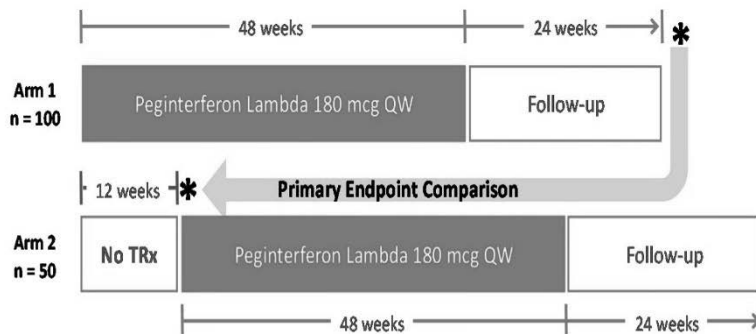 48 weeks
24 weeks
*
Arm 1
n = 100
Peginterferon Lambda 180 mcg QW
Follow-up
12 weeks
*
Primary Endpoint Comparison
Arm 2
n = 50
No TRx
Peginterferon Lambda 180 mcg QW
Follow-up
48 weeks
24 weeks